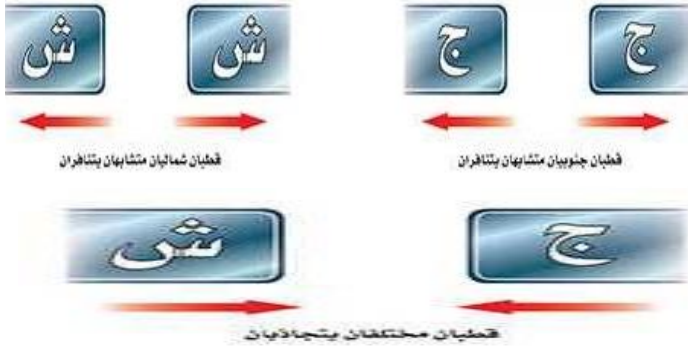 ج ج ش ش
قطبان جنوبيان متشابهان يتنافران
قطبان شماليان متشابهان يتنافران
ج ش
قطبان مختلفان يتجاذبان